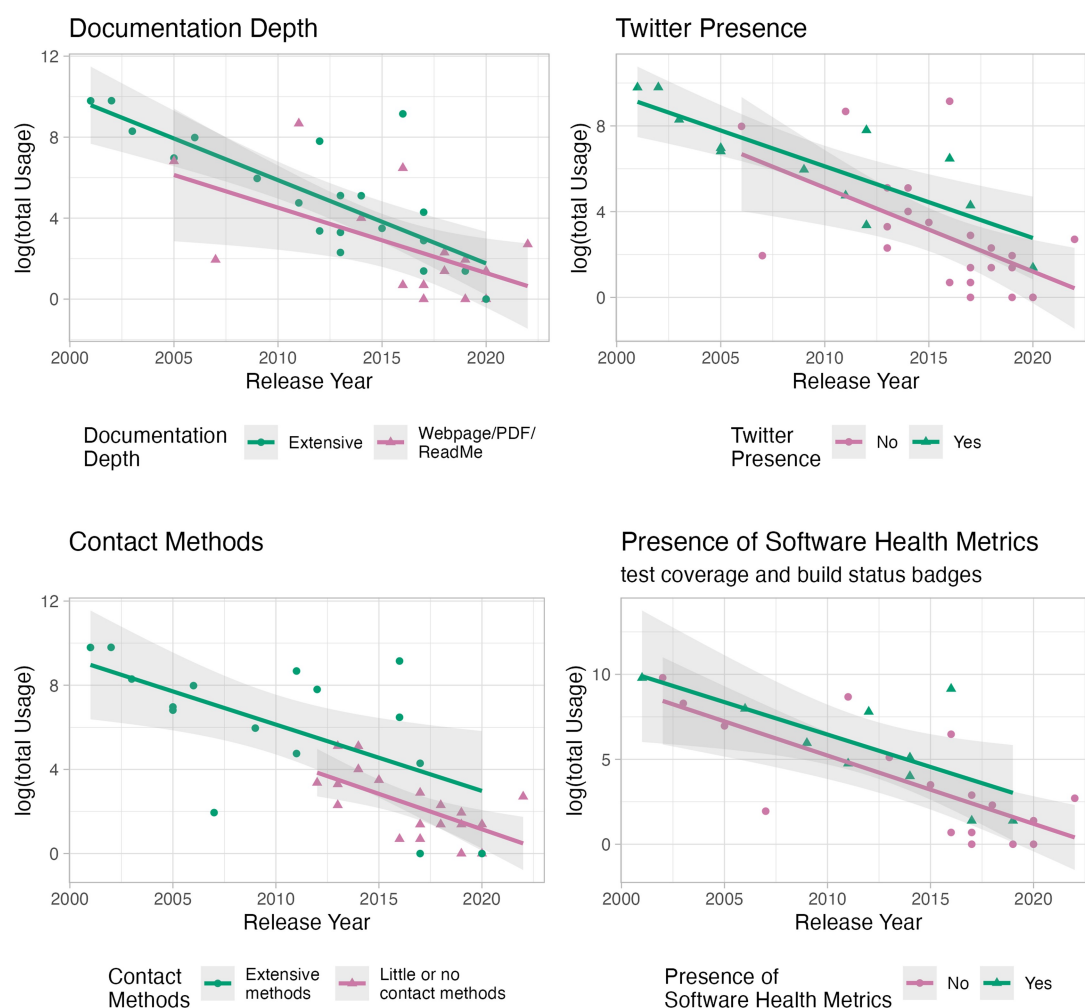 Documentation Depth
12
8
4
0
log(total Usage)
2000 2005 2010 2015 2020
Release Year
Documentation
Depth
Extensive
Webpage/PDF/
ReadMe
Twitter Presence
8
4
0
log(total Usage)
2000 2005 2010 2015 2020
Release Year
Twitter
Presence
No
Yes
Contact Methods
12
8
4
0
log(total Usage)
2000 2005 2010 2015 2020
Release Year
Contact
Methods
Extensive
methods
Little or no
contact methods
Presence of Software Health Metrics
test coverage and build status badges
10
5
0
log(total Usage)
2000 2005 2010 2015 2020
Release Year
Presence of
Software Health Metrics
No
Yes